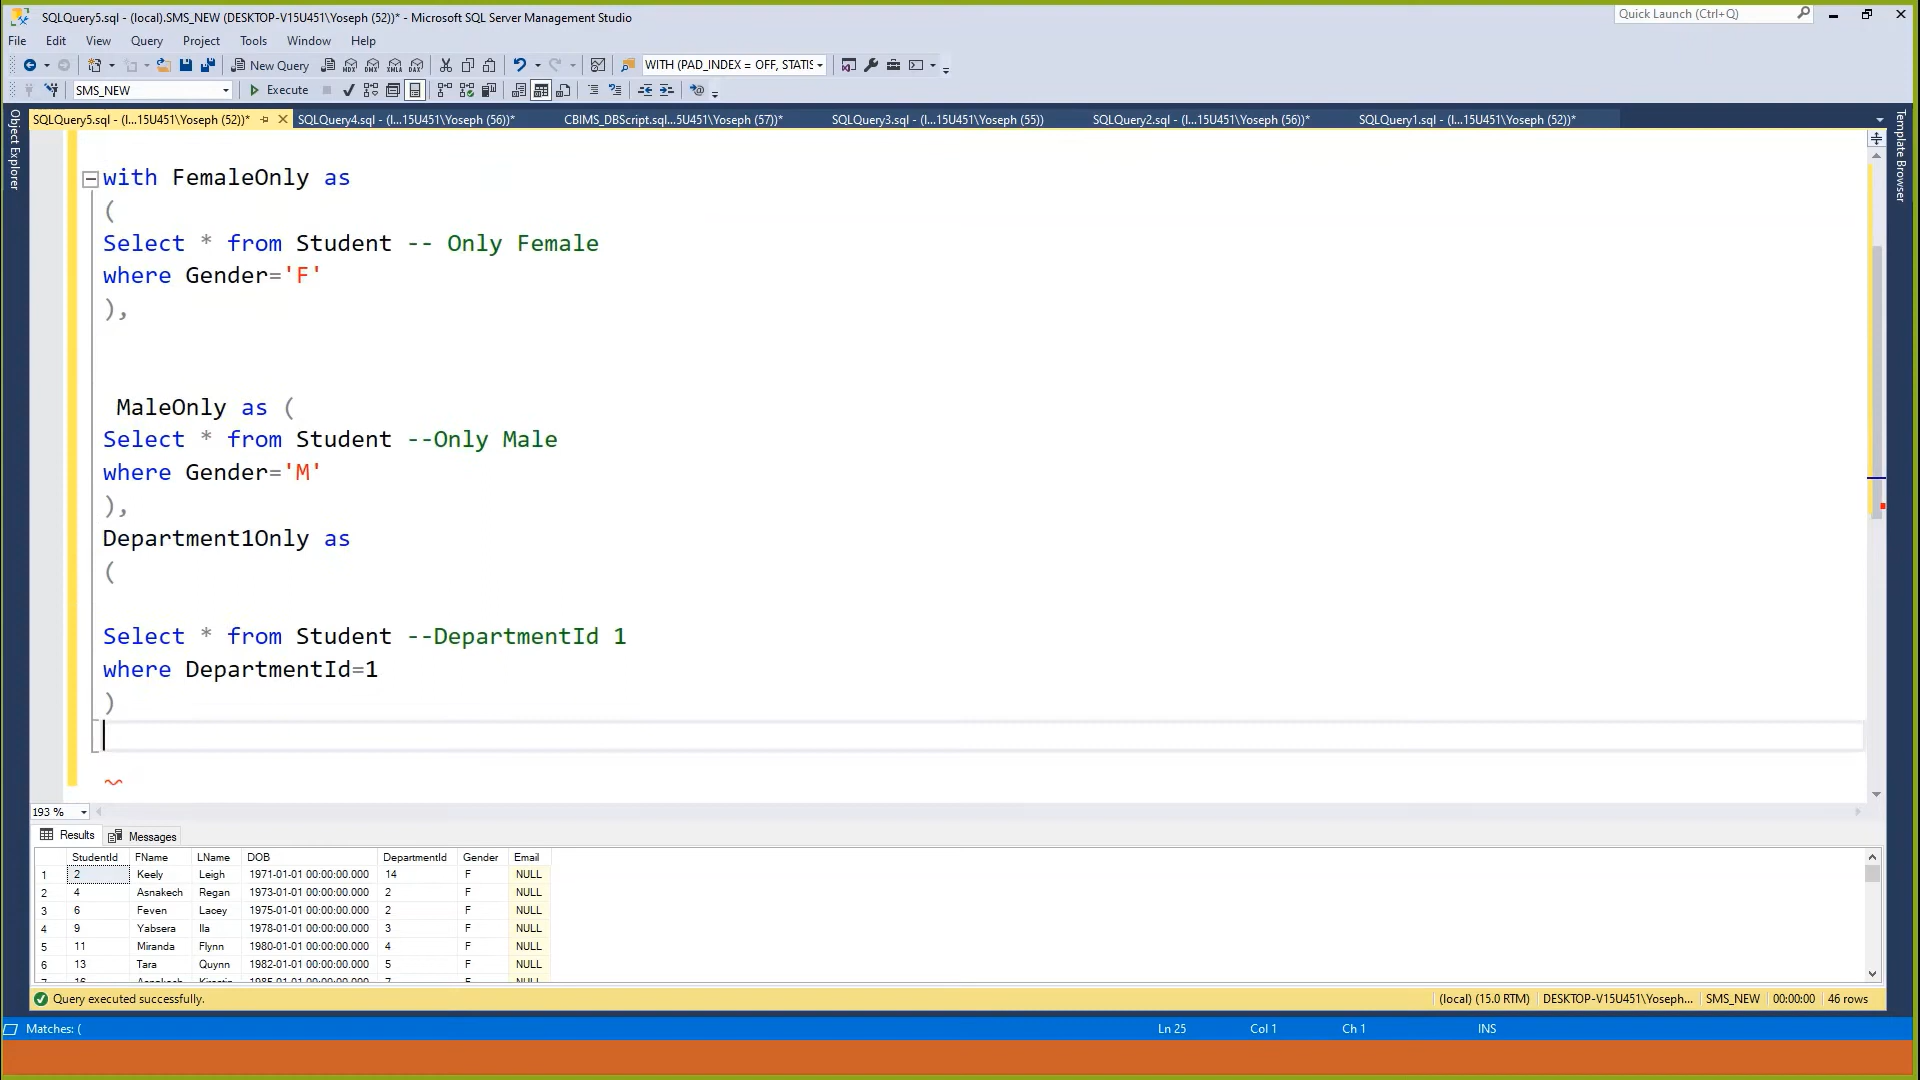 SQLQuery5.sql - (local).SMS_NEW (DESKTOP-V15U451\Yoseph (52))* - Microsoft SQL Server Management Studio
Quick Launch (Ctrl+Q)
File Edit View Query Project Tools Window Help
New Query MDX DMX XMLA DAX WITH (PAD_INDEX = OFF, STATIS
SMS_NEW Execute
SQLQuery5.sql - (l...15U451\Yoseph (52))* SQLQuery4.sql - (l...15U451\Yoseph (56))* CBIMS_DBScript.sql...5U451\Yoseph (57))* SQLQuery3.sql - (l...15U451\Yoseph (55)) SQLQuery2.sql - (l...15U451\Yoseph (56))* SQLQuery1.sql - (l...15U451\Yoseph (52))*
Object Explorer
Template Browser
with FemaleOnly as
(
Select * from Student -- Only Female
where Gender='F'
),
MaleOnly as (
Select * from Student --Only Male
where Gender='M'
),
Department1Only as
(
Select * from Student --DepartmentId 1
where DepartmentId=1
)
193 %
Results Messages
StudentId FName LName DOB DepartmentId Gender Email
1 2 Keely Leigh 1971-01-01 00:00:00.000 14 F NULL
2 4 Asnakech Regan 1973-01-01 00:00:00.000 2 F NULL
3 6 Feven Lacey 1975-01-01 00:00:00.000 2 F NULL
4 9 Yabsera Ila 1978-01-01 00:00:00.000 3 F NULL
5 11 Miranda Flynn 1980-01-01 00:00:00.000 4 F NULL
6 13 Tara Quynn 1982-01-01 00:00:00.000 5 F NULL
Query executed successfully. (local) (15.0 RTM) DESKTOP-V15U451\Yoseph... SMS_NEW 00:00:00 46 rows
Matches: ( Ln 25 Col 1 Ch 1 INS